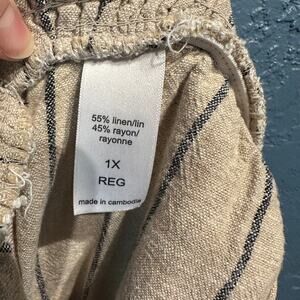 55% linen/lin
45% rayon/
rayonne
1X
REG
made in cambodia